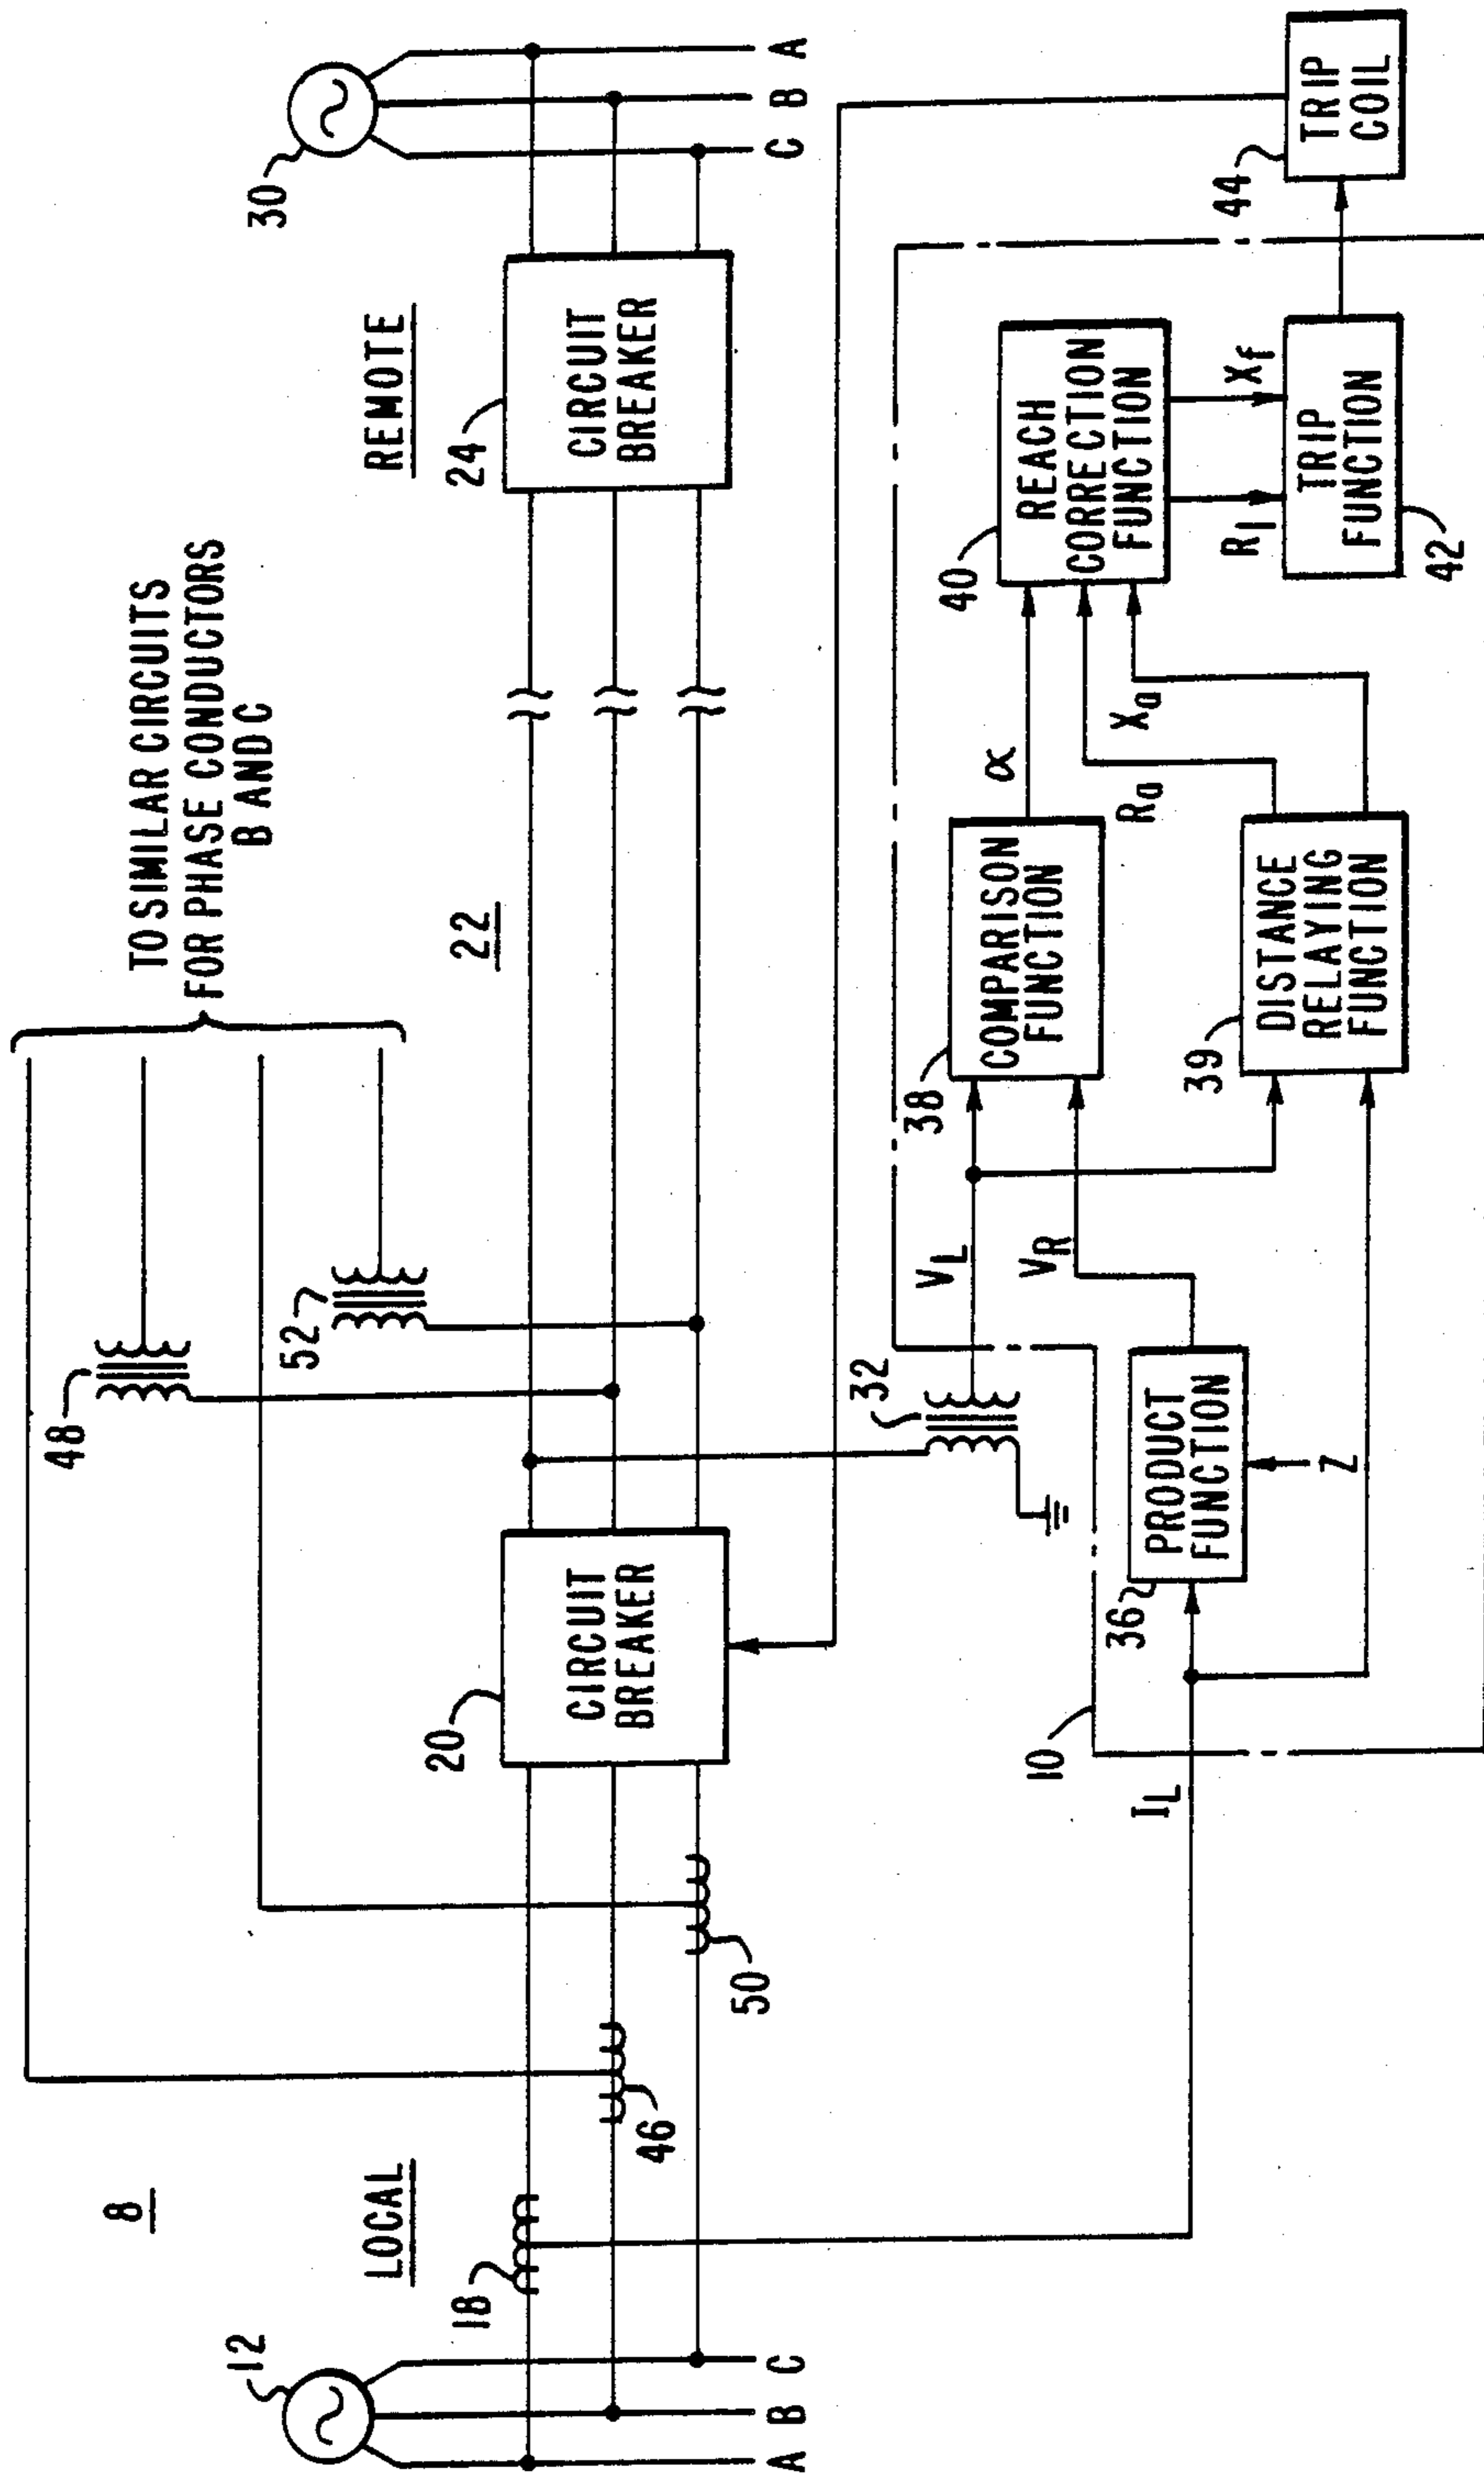 8
TO SIMILAR CIRCUITS
FOR PHASE CONDUCTORS
B AND C
48
52
12
LOCAL
REMOTE
30
18
46
50
20
CIRCUIT
BREAKER
22
24
CIRCUIT
BREAKER
A
B
C
C
B
A
32
10
I_L
36
PRODUCT
FUNCTION
Z
V_L
V_R
38
COMPARISON
FUNCTION
39
DISTANCE
RELAYING
FUNCTION
α
R_a
X_a
40
REACH
CORRECTION
FUNCTION
R_1
X_f
TRIP
FUNCTION
42
44
TRIP
COIL